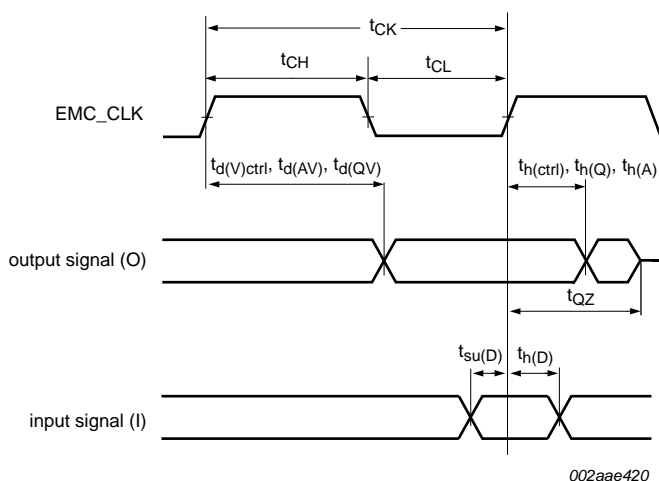 tCK
tCH
tCL
EMC_CLK
td(V)ctrl, td(AV), td(QV)
th(ctrl), th(Q), th(A)
output signal (O)
tQZ
tsu(D)
th(D)
input signal (I)
002aae420